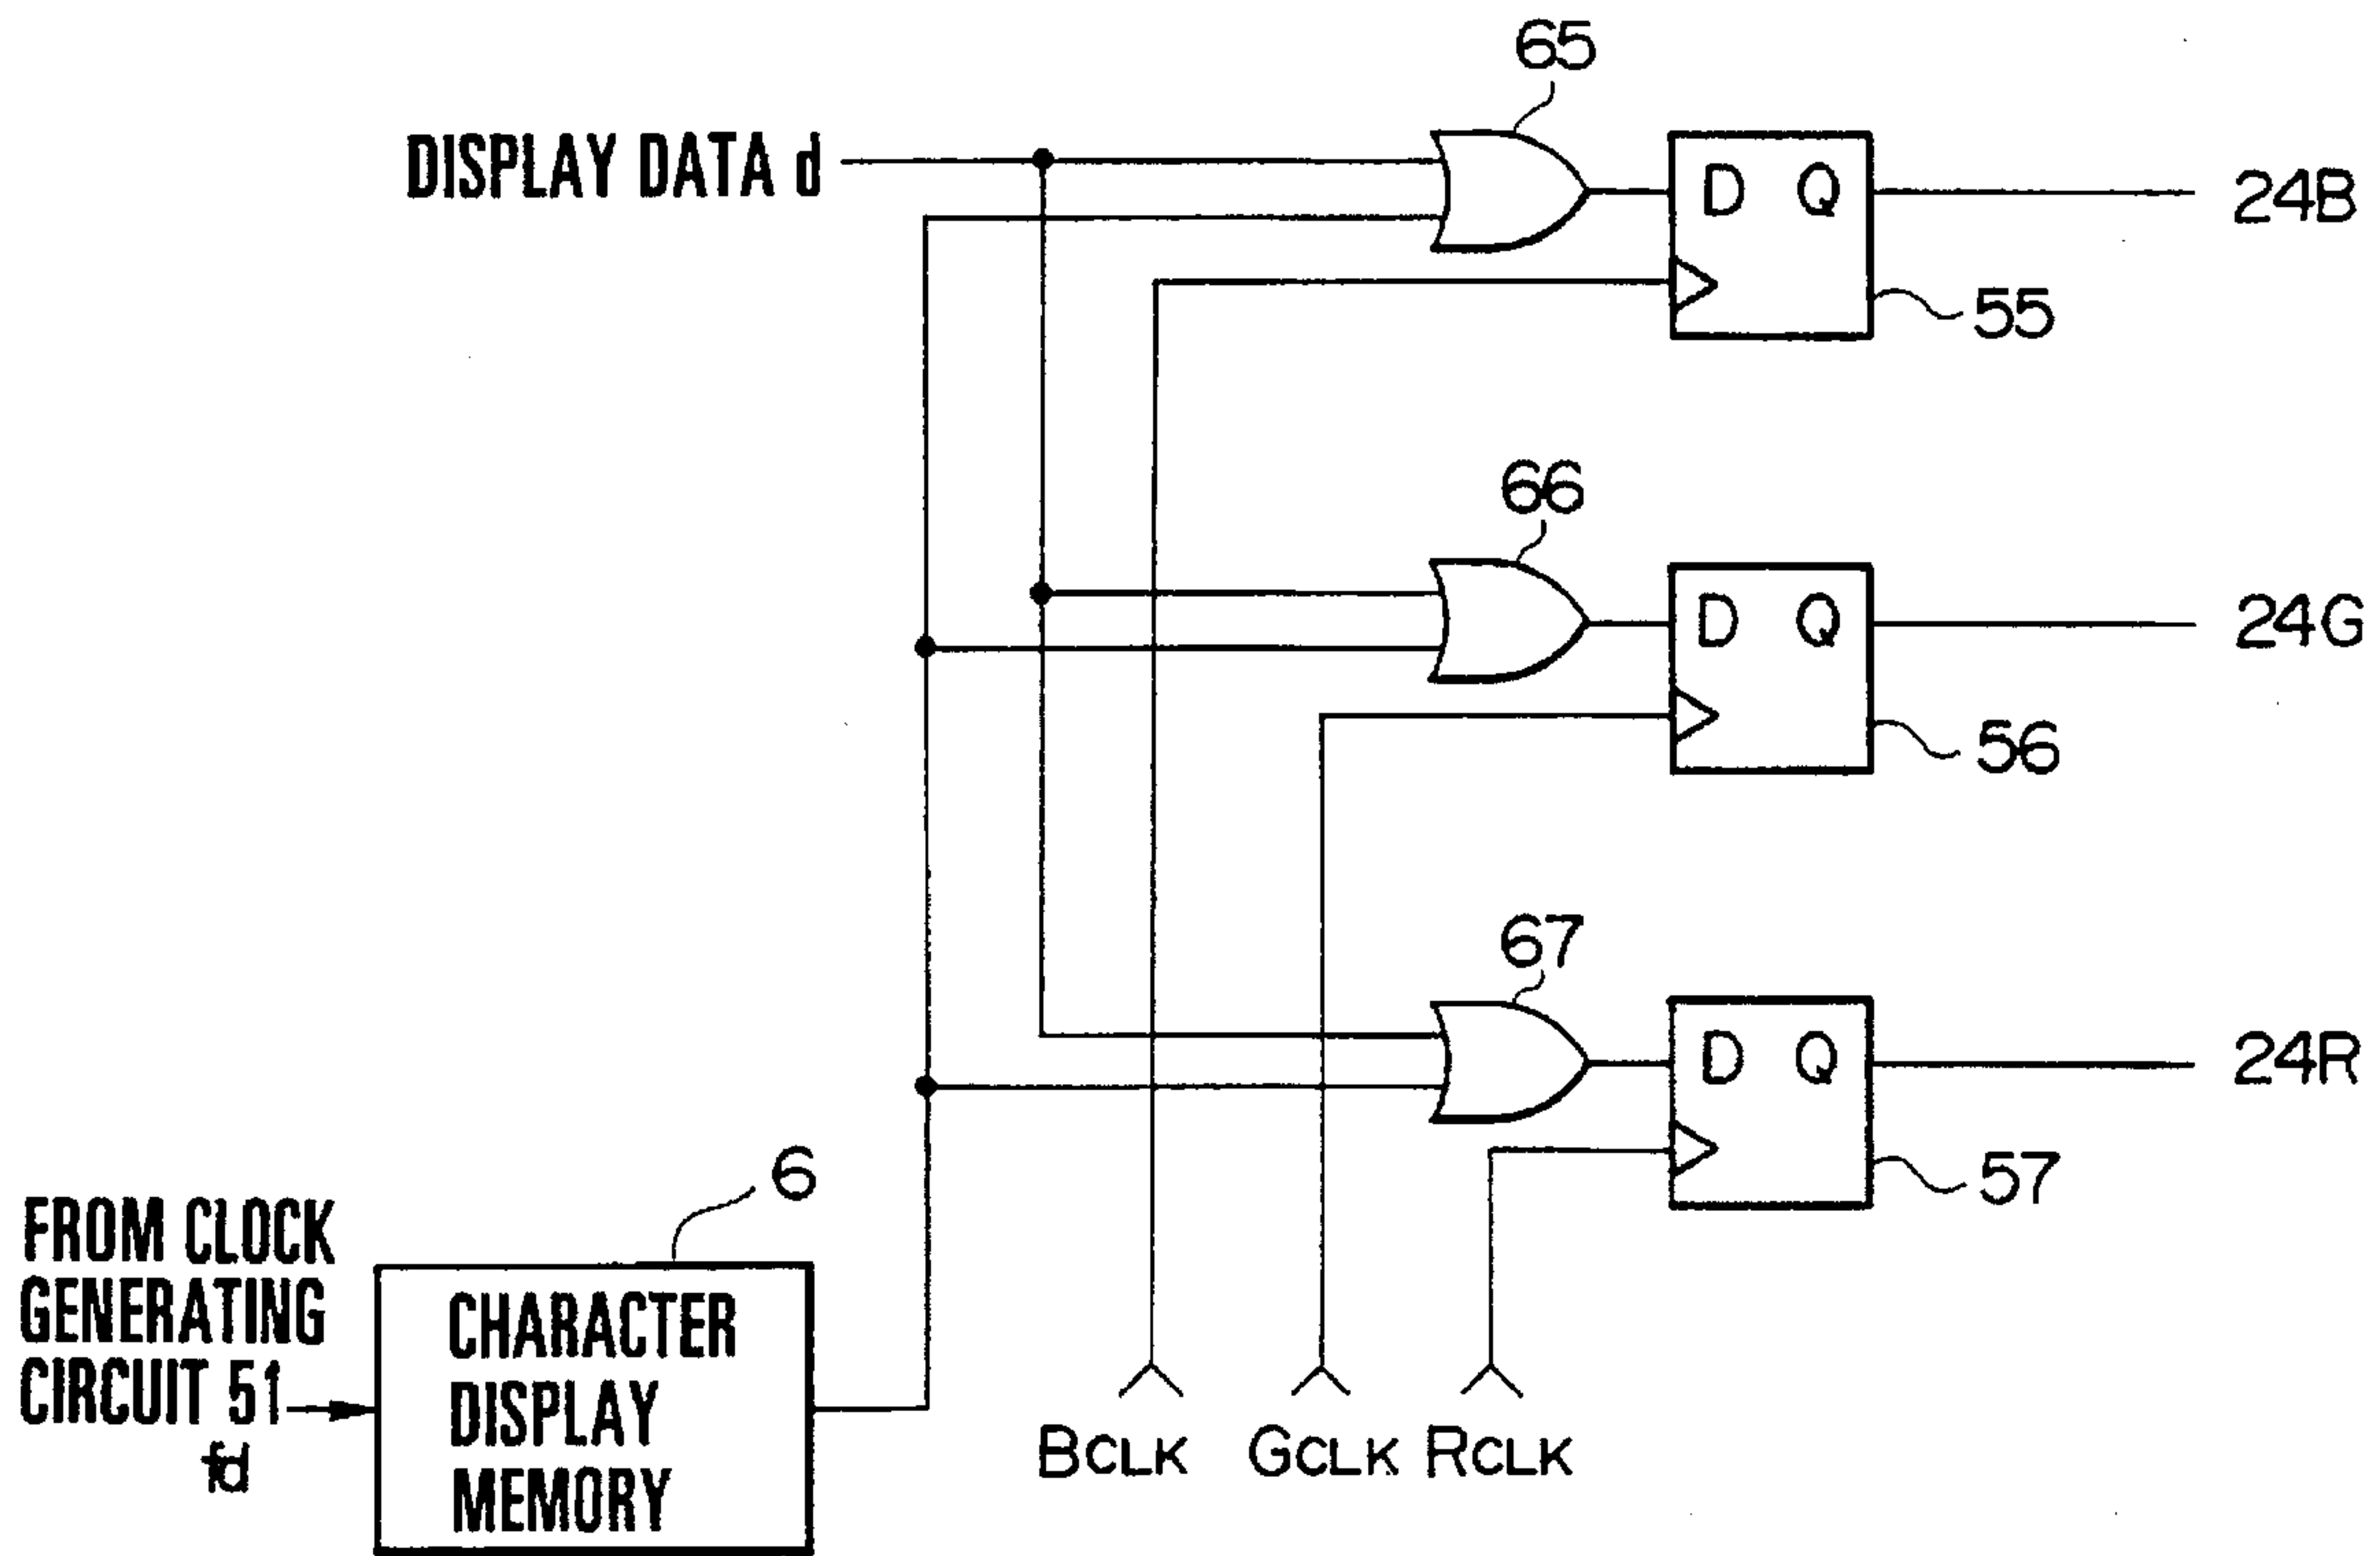 65
DISPLAY DATA d
D Q
24B
55
66
D Q
24G
56
67
D Q
24R
57
6
FROM CLOCK
GENERATING
CIRCUIT 51
fd
CHARACTER
DISPLAY
MEMORY
BCLK GCLK RCLK